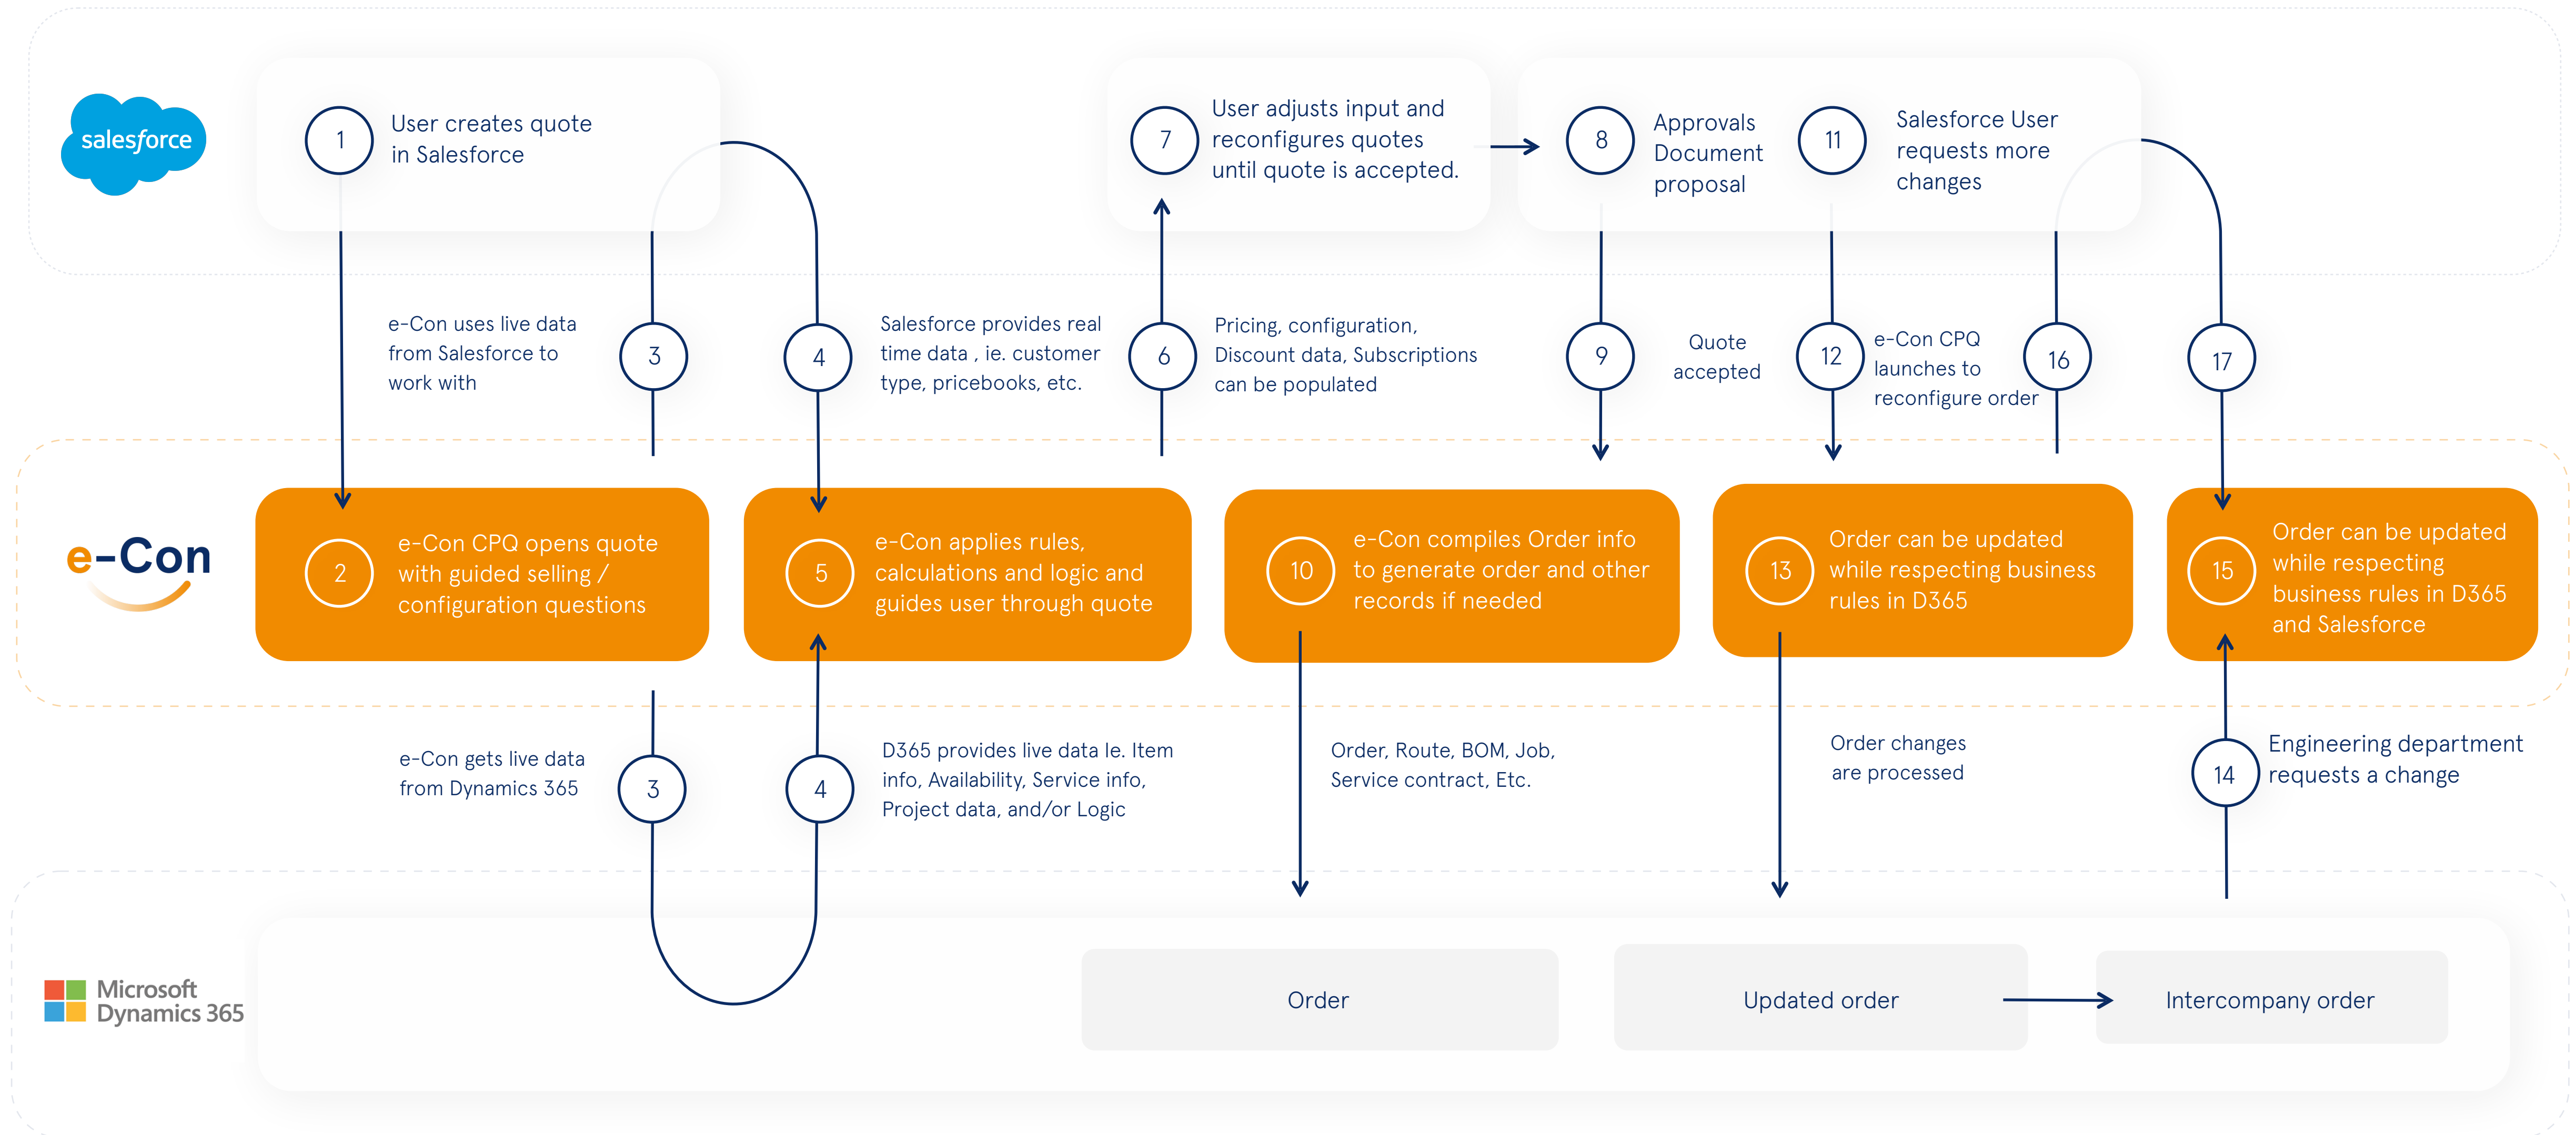 salesforce
1
User creates quote
in Salesforce
7
User adjusts input and
reconfigures quotes
until quote is accepted.
8
Approvals
Document
proposal
11
Salesforce User
requests more
changes
e-Con uses live data
from Salesforce to
work with
3
4
Salesforce provides real
time data , ie. customer
type, pricebooks, etc.
6
Pricing, configuration,
Discount data, Subscriptions
can be populated
9
Quote
accepted
12
e-Con CPQ
launches to
reconfigure order
16
17
e-Con
2
e-Con CPQ opens quote
with guided selling /
configuration questions
5
e-Con applies rules,
calculations and logic and
guides user through quote
10
e-Con compiles Order info
to generate order and other
records if needed
13
Order can be updated
while respecting business
rules in D365
15
Order can be updated
while respecting
business rules in D365
and Salesforce
e-Con gets live data
from Dynamics 365
3
4
D365 provides live data Ie. Item
info, Availability, Service info,
Project data, and/or Logic
Order, Route, BOM, Job,
Service contract, Etc.
Order changes
are processed
14
Engineering department
requests a change
Microsoft
Dynamics 365
Order
Updated order
Intercompany order